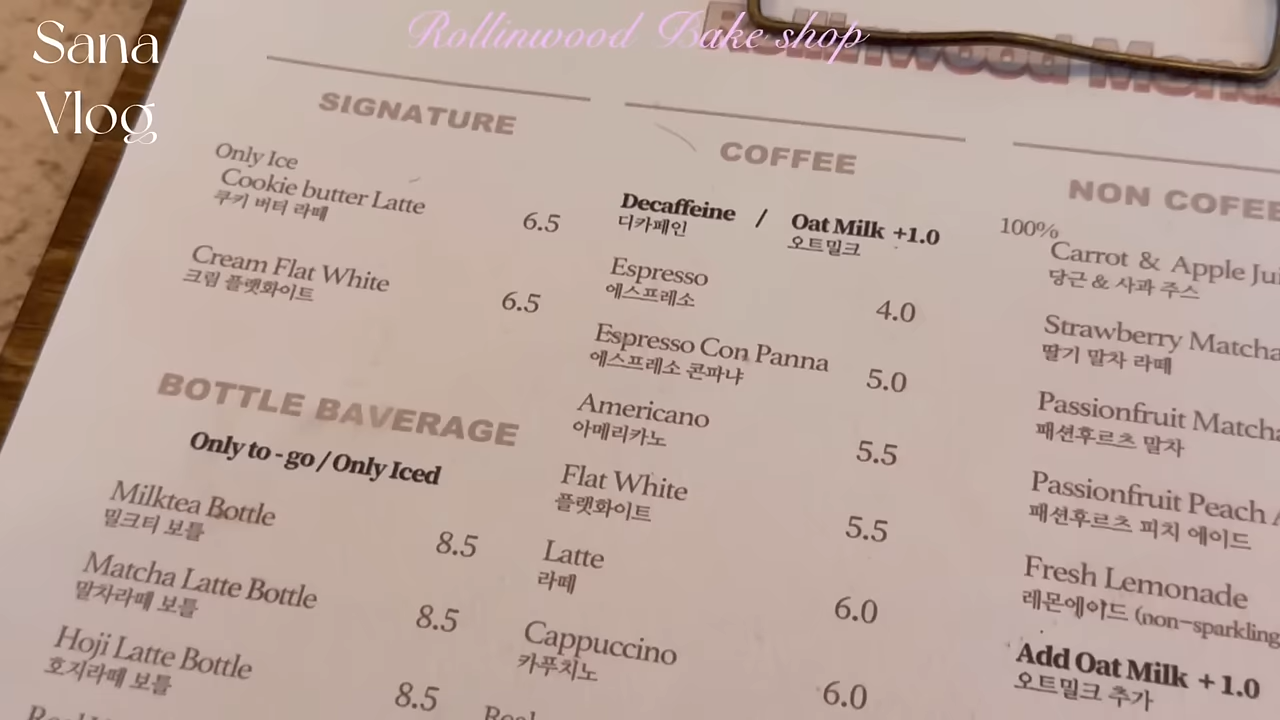 Sana
Vlog
Rollinwood Bake shop
Rollinwood Menu
SIGNATURE
Only Ice
Cookie butter Latte
쿠키 버터 라떼
6.5
Cream Flat White
크림 플랫화이트
6.5
BOTTLE BAVERAGE
Only to - go / Only Iced
Milktea Bottle
밀크티 보틀
8.5
Matcha Latte Bottle
말차라떼 보틀
8.5
Hoji Latte Bottle
호지라떼 보틀
8.5
COFFEE
Decaffeine / Oat Milk +1.0
디카페인 오트밀크
Espresso
에스프레소
4.0
Espresso Con Panna
에스프레소 콘파냐
5.0
Americano
아메리카노
5.5
Flat White
플랫화이트
5.5
Latte
라떼
6.0
Cappuccino
카푸치노
6.0
NON COFEE
100%
Carrot & Apple Jui
당근 & 사과 주스
Strawberry Matcha
딸기 말차 라떼
Passionfruit Matcha
패션후르츠 말차
Passionfruit Peach A
패션후르츠 피치 에이드
Fresh Lemonade
레몬에이드 (non-sparkling
Add Oat Milk + 1.0
오트밀크 추가